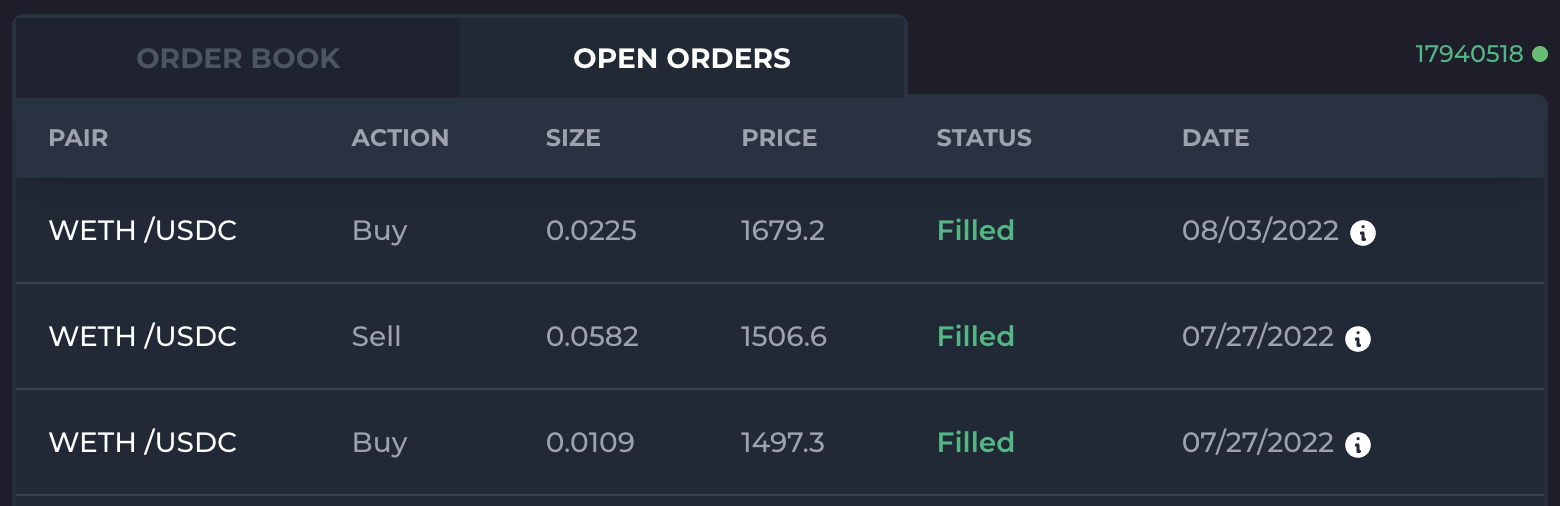 ORDER BOOK OPEN ORDERS 17940518
PAIR ACTION SIZE PRICE STATUS DATE
WETH /USDC Buy 0.0225 1679.2 Filled 08/03/2022
WETH /USDC Sell 0.0582 1506.6 Filled 07/27/2022
WETH /USDC Buy 0.0109 1497.3 Filled 07/27/2022